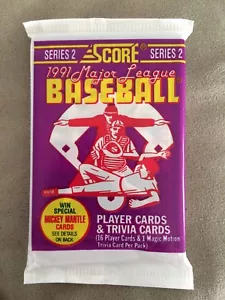 SERIES 2 SCORE SERIES 2
1991 Major League
BASEBALL
WIN
SPECIAL
MICKEY MANTLE
CARDS
SEE DETAILS
ON BACK
PLAYER CARDS
& TRIVIA CARDS
(16 Player Cards & 1 Magic Motion
Trivia Card Per Pack)